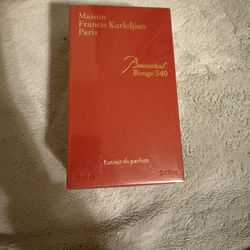 Maison
Francis Kurkdjian
Paris
Baccarat
Rouge 540
Extrait de parfum